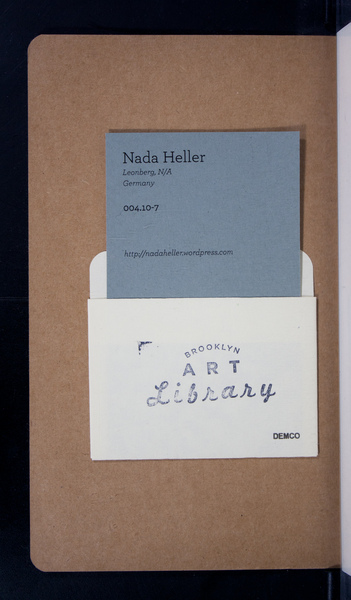 Nada Heller
Leonberg, N/A
Germany
004.10-7
http://nadaheller.wordpress.com
BROOKLYN
ART
Library
DEMCO